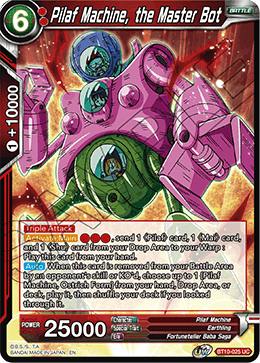 BATTLE
6
Pilaf Machine, the Master Bot
+10000
Triple Attack
Activate Main send 1 ‹Pilaf› card, 1 ‹Mai› card,
and 1 ‹Shu› card from your Drop Area to your Warp :
Play this card from your hand.
Auto When this card is removed from your Battle Area
by an opponent's skill or KO'd, choose up to 1 ‹Pilaf
Machine, Ostrich Form› from your hand, Drop Area, or
deck, play it, then shuffle your deck if you looked
through it.
POWER 25000
Character Pilaf Machine
Special Trait Earthling
Era Fortuneteller Baba Saga
BANDAI MADE IN JAPAN EN
BT10-025 UC